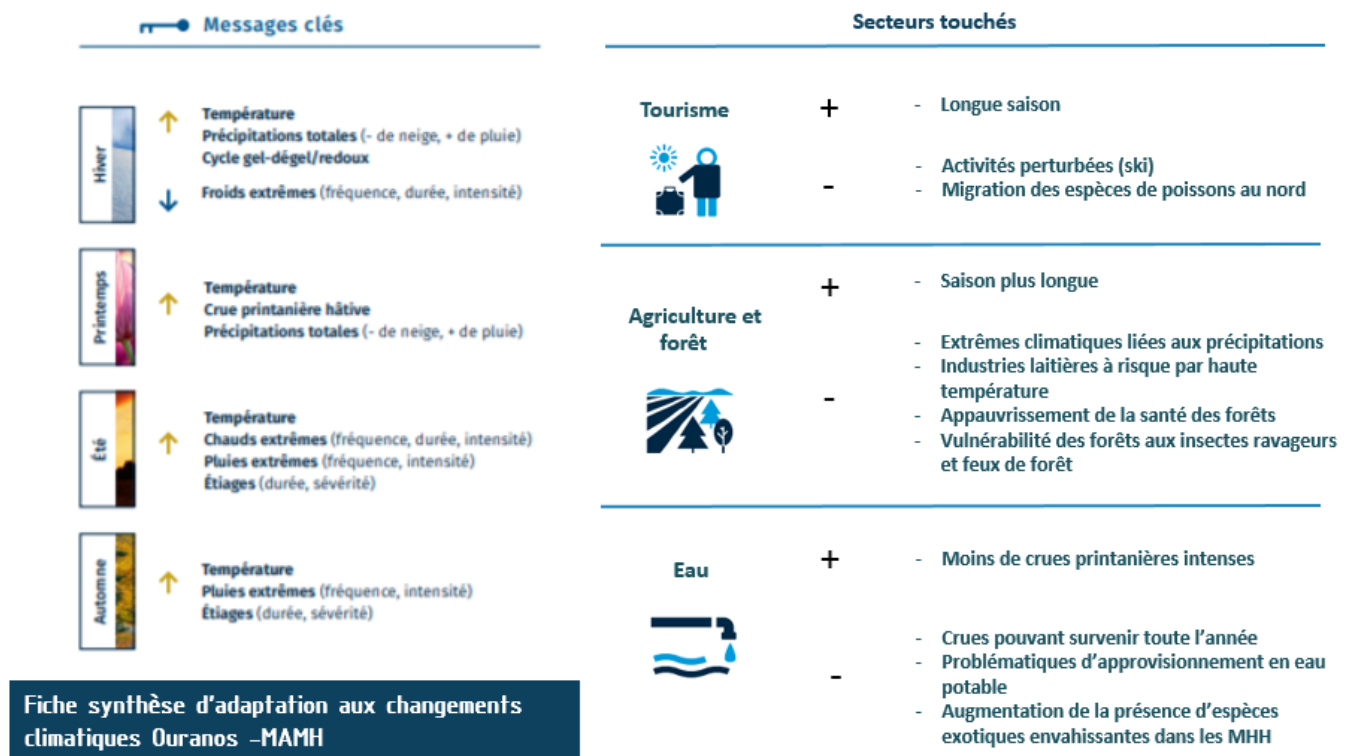 Messages clés
Hiver
Température
Précipitations totales (- de neige, + de pluie)
Cycle gel-dégel/redoux
Froids extrêmes (fréquence, durée, intensité)
Printemps
Température
Crue printanière hâtive
Précipitations totales (- de neige, + de pluie)
Été
Température
Chauds extrêmes (fréquence, durée, intensité)
Pluies extrêmes (fréquence, intensité)
Étiages (durée, sévérité)
Automne
Température
Pluies extrêmes (fréquence, intensité)
Étiages (durée, sévérité)
Fiche synthèse d'adaptation aux changements
climatiques Ouranos -MAMH
Secteurs touchés
Tourisme
+
- Longue saison
-
- Activités perturbées (ski)
- Migration des espèces de poissons au nord
Agriculture et
forêt
+
- Saison plus longue
-
- Extrêmes climatiques liées aux précipitations
- Industries laitières à risque par haute
température
- Appauvrissement de la santé des forêts
- Vulnérabilité des forêts aux insectes ravageurs
et feux de forêt
Eau
+
- Moins de crues printanières intenses
-
- Crues pouvant survenir toute l'année
- Problématiques d'approvisionnement en eau
potable
- Augmentation de la présence d'espèces
exotiques envahissantes dans les MHH